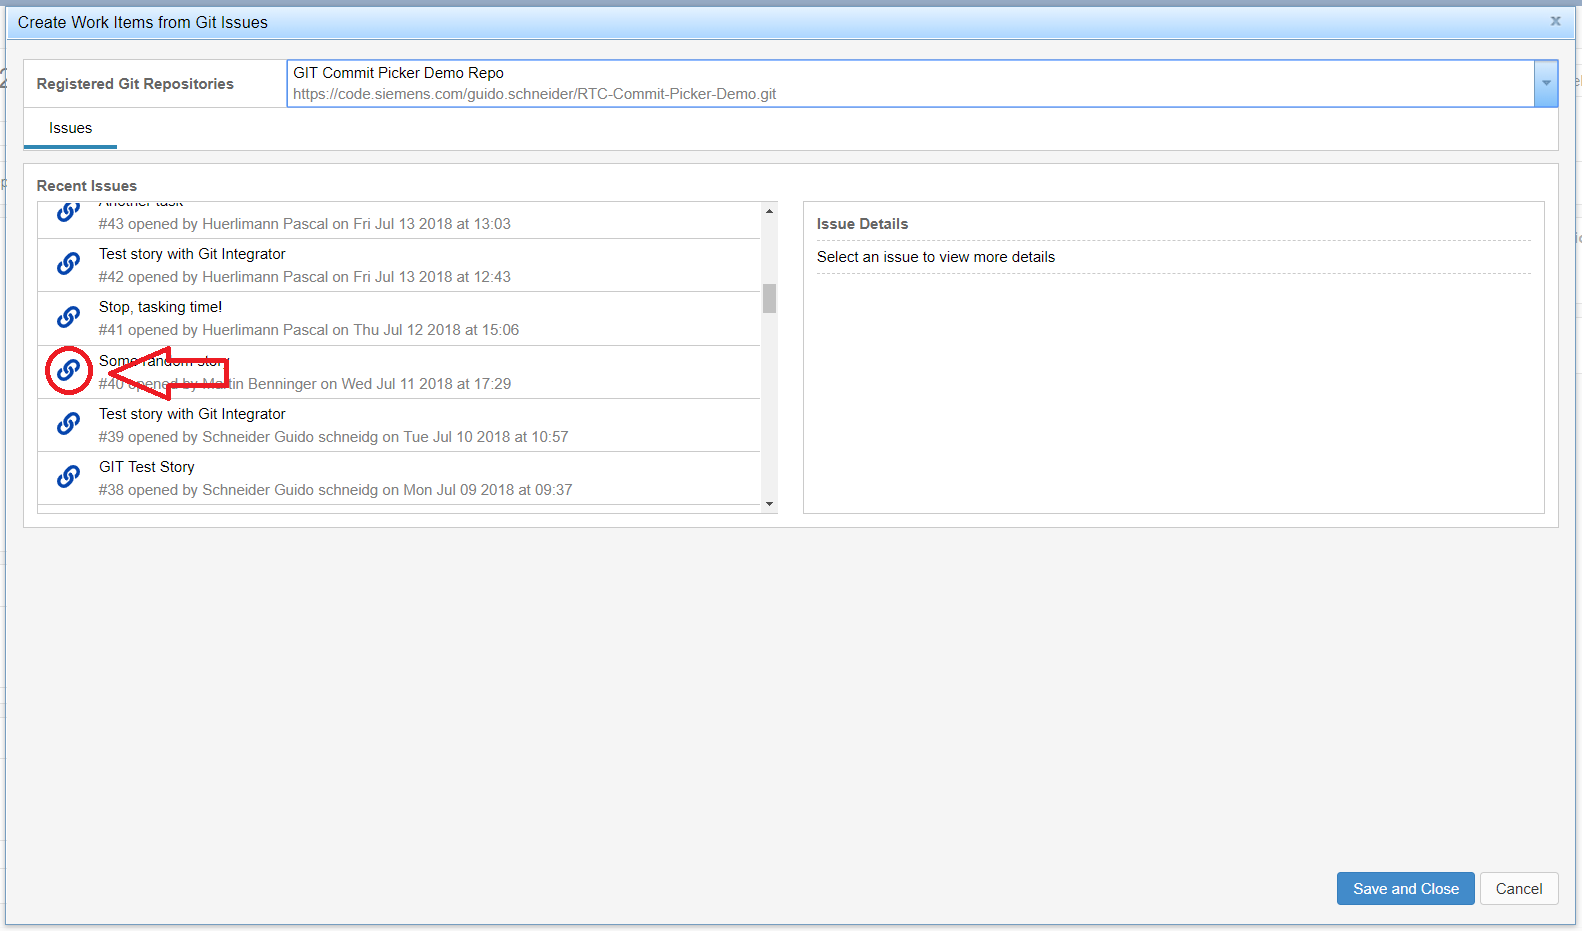 Create Work Items from Git Issues
x
Registered Git Repositories
GIT Commit Picker Demo Repo
https://code.siemens.com/guido.schneider/RTC-Commit-Picker-Demo.git
Issues
Recent Issues
Another task
#43 opened by Huerlimann Pascal on Fri Jul 13 2018 at 13:03
Test story with Git Integrator
#42 opened by Huerlimann Pascal on Fri Jul 13 2018 at 12:43
Stop, tasking time!
#41 opened by Huerlimann Pascal on Thu Jul 12 2018 at 15:06
Some random story
#40 opened by Martin Benninger on Wed Jul 11 2018 at 17:29
Test story with Git Integrator
#39 opened by Schneider Guido schneidg on Tue Jul 10 2018 at 10:57
GIT Test Story
#38 opened by Schneider Guido schneidg on Mon Jul 09 2018 at 09:37
Issue Details
Select an issue to view more details
Save and Close
Cancel